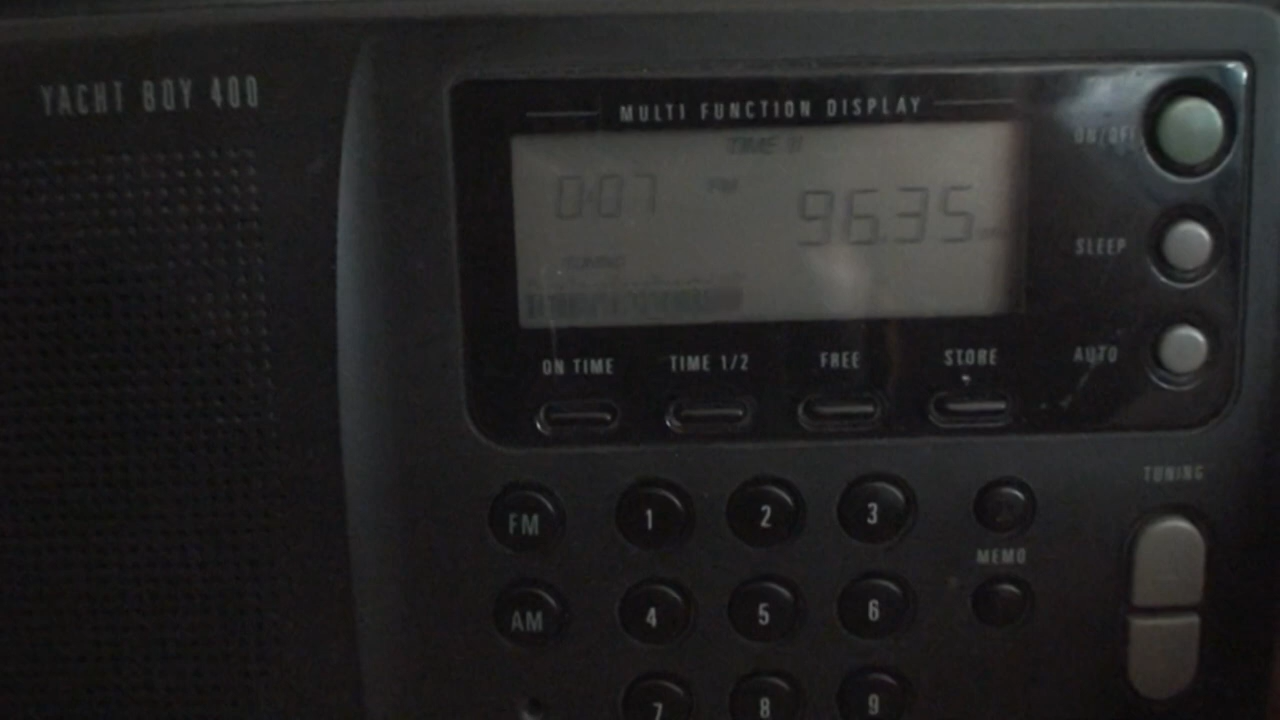 YACHT BOY 400
MULTI FUNCTION DISPLAY
ON/OFF
TIME II
0:07 FM 96.35
SLEEP
TUNING
ON TIME TIME 1/2 FREE STORE AUTO
TUNING
FM 1 2 3
MEMO
AM 4 5 6
7 8 9